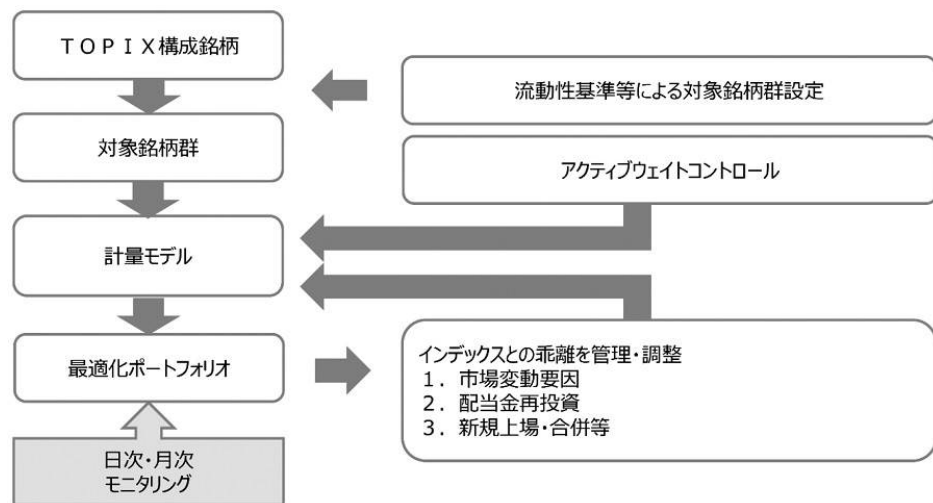 ＴＯＰＩＸ構成銘柄
流動性基準等による対象銘柄群設定
対象銘柄群
アクティブウェイトコントロール
計量モデル
最適化ポートフォリオ
インデックスとの乖離を管理・調整
１．市場変動要因
２．配当金再投資
３．新規上場・合併等
日次・月次
モニタリング